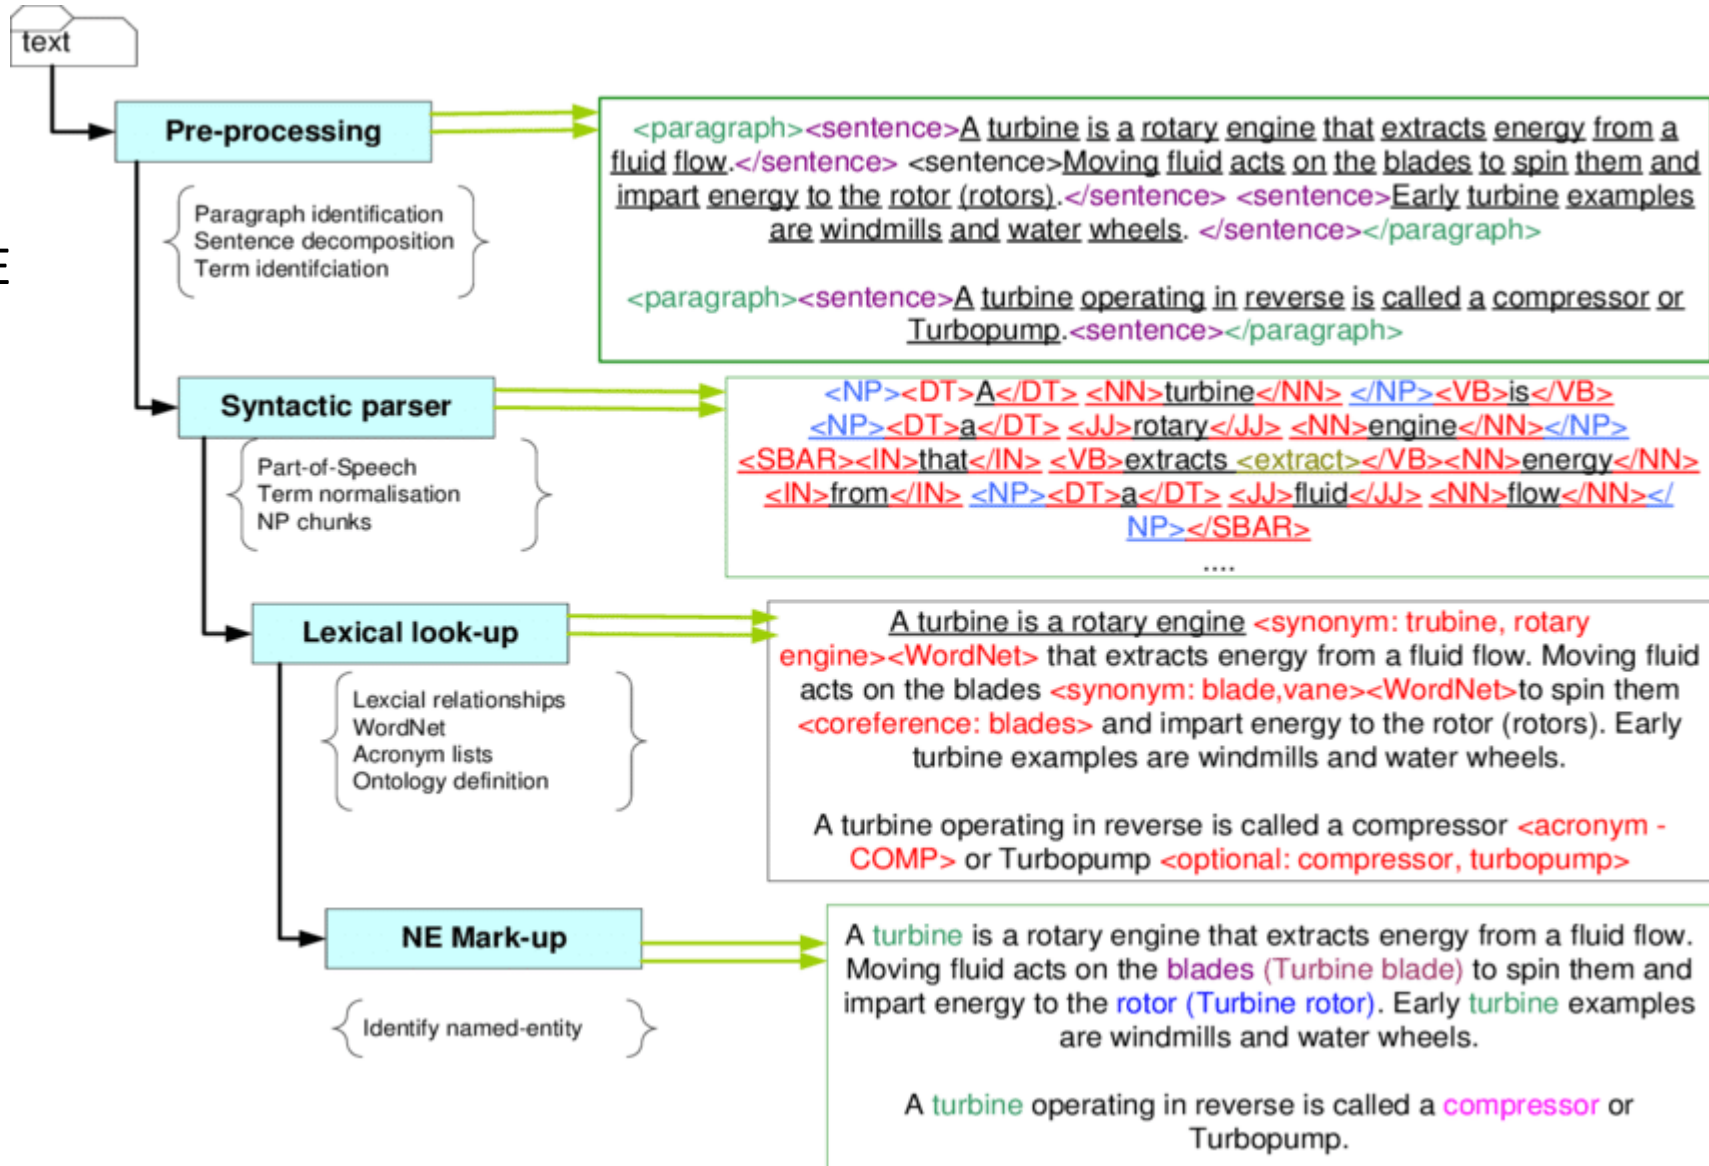 text
Pre-processing
Paragraph identification
Sentence decomposition
Term identifciation
<paragraph><sentence>A turbine is a rotary engine that extracts energy from a
fluid flow.</sentence> <sentence>Moving fluid acts on the blades to spin them and
impart energy to the rotor (rotors).</sentence> <sentence>Early turbine examples
are windmills and water wheels. </sentence></paragraph>
<paragraph><sentence>A turbine operating in reverse is called a compressor or
Turbopump.<sentence></paragraph>
E
Syntactic parser
Part-of-Speech
Term normalisation
NP chunks
<NP><DT>A</DT> <NN>turbine</NN> </NP><VB>is</VB>
<NP><DT>a</DT> <JJ>rotary</JJ> <NN>engine</NN></NP>
<SBAR><IN>that</IN> <VB>extracts <extract></VB><NN>energy</NN>
<IN>from</IN> <NP><DT>a</DT> <JJ>fluid</JJ> <NN>flow</NN></
NP></SBAR>
....
Lexical look-up
Lexcial relationships
WordNet
Acronym lists
Ontology definition
A turbine is a rotary engine <synonym: trubine, rotary
engine><WordNet> that extracts energy from a fluid flow. Moving fluid
acts on the blades <synonym: blade,vane><WordNet>to spin them
<coreference: blades> and impart energy to the rotor (rotors). Early
turbine examples are windmills and water wheels.
A turbine operating in reverse is called a compressor <acronym -
COMP> or Turbopump <optional: compressor, turbopump>
NE Mark-up
Identify named-entity
A turbine is a rotary engine that extracts energy from a fluid flow.
Moving fluid acts on the blades (Turbine blade) to spin them and
impart energy to the rotor (Turbine rotor). Early turbine examples
are windmills and water wheels.
A turbine operating in reverse is called a compressor or
Turbopump.